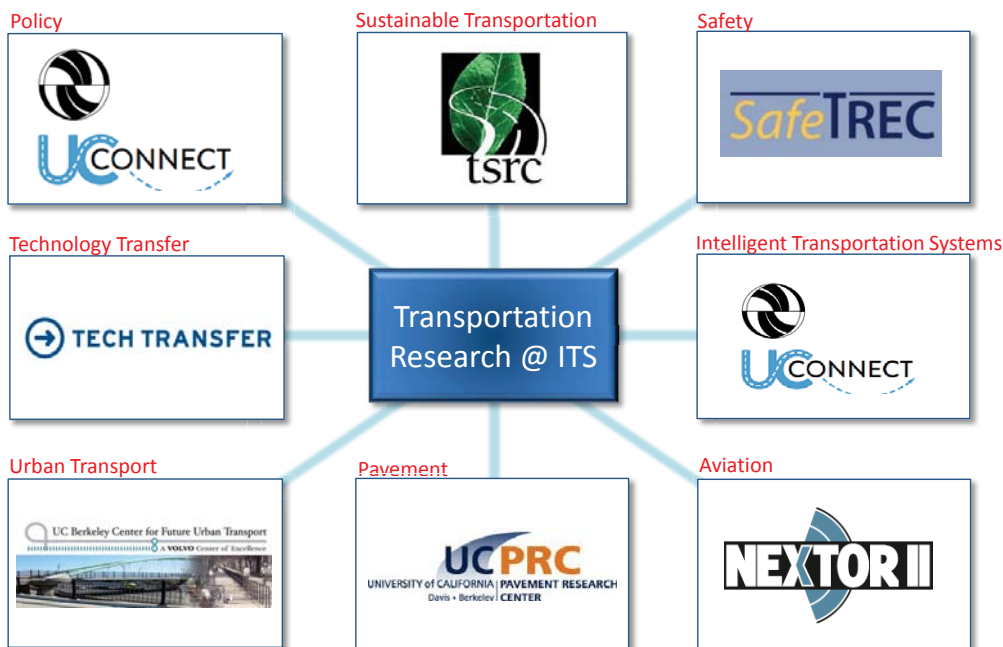 Policy
Sustainable Transportation
Safety
UCCONNECT
tsrc
SafeTREC
Technology Transfer
Intelligent Transportation Systems
TECH TRANSFER
Transportation
Research @ ITS
UCCONNECT
Urban Transport
Pavement
Aviation
UC Berkeley Center for Future Urban Transport
A VOLVO Center of Excellence
UCPRC
UNIVERSITY of CALIFORNIA | PAVEMENT RESEARCH
Davis • Berkeley | CENTER
NEXTOR II